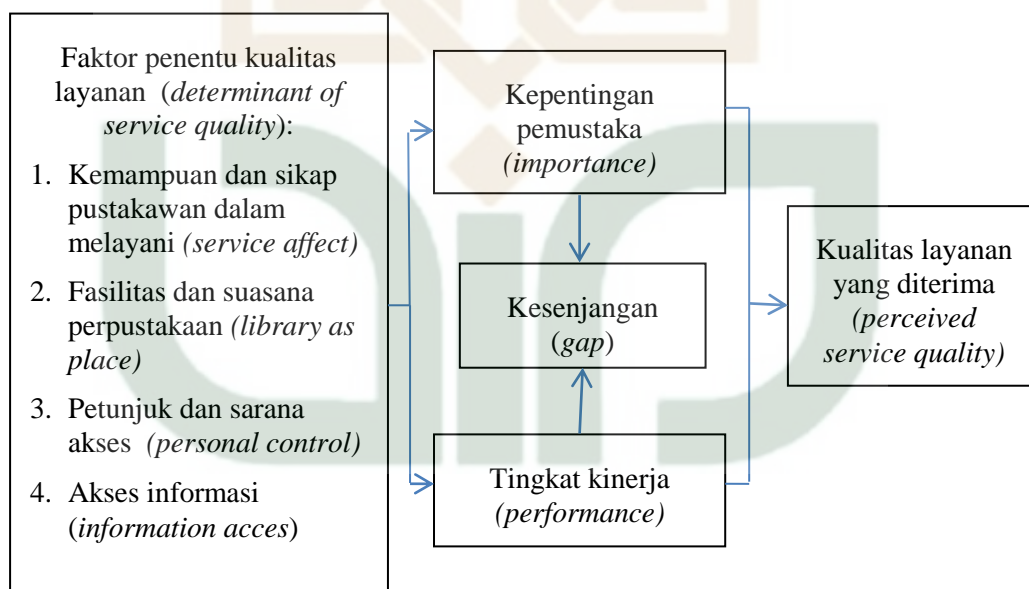 Faktor penentu kualitas
layanan (determinant of
service quality):
1. Kemampuan dan sikap
pustakawan dalam
melayani (service affect)
2. Fasilitas dan suasana
perpustakaan (library as
place)
3. Petunjuk dan sarana
akses (personal control)
4. Akses informasi
(information acces)
Kepentingan
pemustaka
(importance)
Kesenjangan
(gap)
Tingkat kinerja
(performance)
Kualitas layanan
yang diterima
(perceived
service quality)